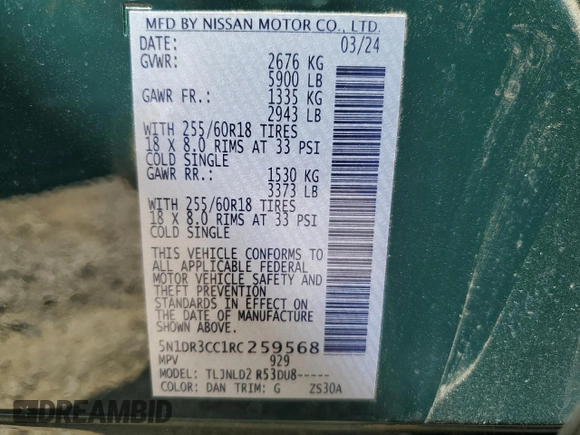 MFD BY NISSAN MOTOR CO., LTD.
DATE: 03/24
GVWR: 2676 KG
5900 LB
GAWR FR.: 1335 KG
2943 LB
WITH 255/60R18 TIRES
18 X 8.0 RIMS AT 33 PSI
COLD SINGLE
GAWR RR.: 1530 KG
3373 LB
WITH 255/60R18 TIRES
18 X 8.0 RIMS AT 33 PSI
COLD SINGLE
THIS VEHICLE CONFORMS TO
ALL APPLICABLE FEDERAL
MOTOR VEHICLE SAFETY AND
THEFT PREVENTION
STANDARDS IN EFFECT ON
THE DATE OF MANUFACTURE
SHOWN ABOVE.
5N1DR3CC1RC259568
MPV 929
MODEL: TLJNLD2 R53DU8-----
COLOR: DAN TRIM: G ZS30A
DREAMBID